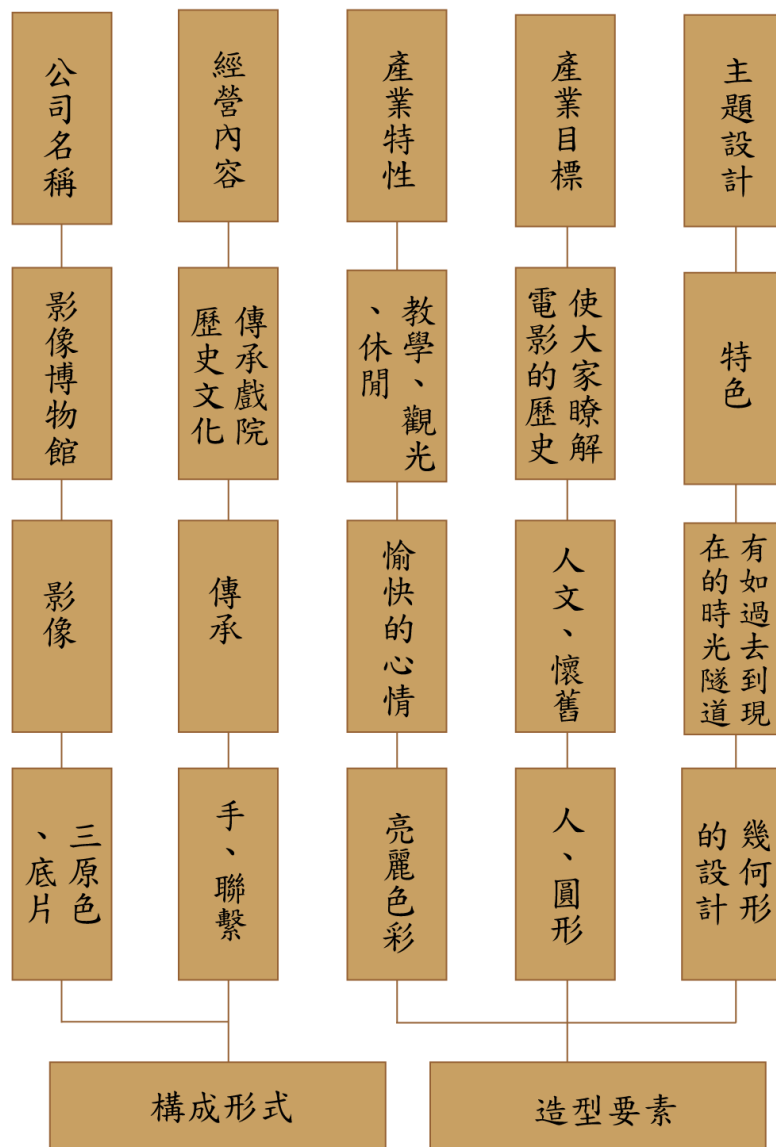 公司名稱
經營內容
產業特性
產業目標
主題設計
影像博物館
傳承戲院
歷史文化
教學、觀光
、休閒
使大家瞭解
電影的歷史
特色
影像
傳承
愉快的心情
人文、懷舊
有如過去到現
在的時光隧道
三原色
、底片
手、聯繫
亮麗色彩
人、圓形
幾何形
的設計
構成形式
造型要素